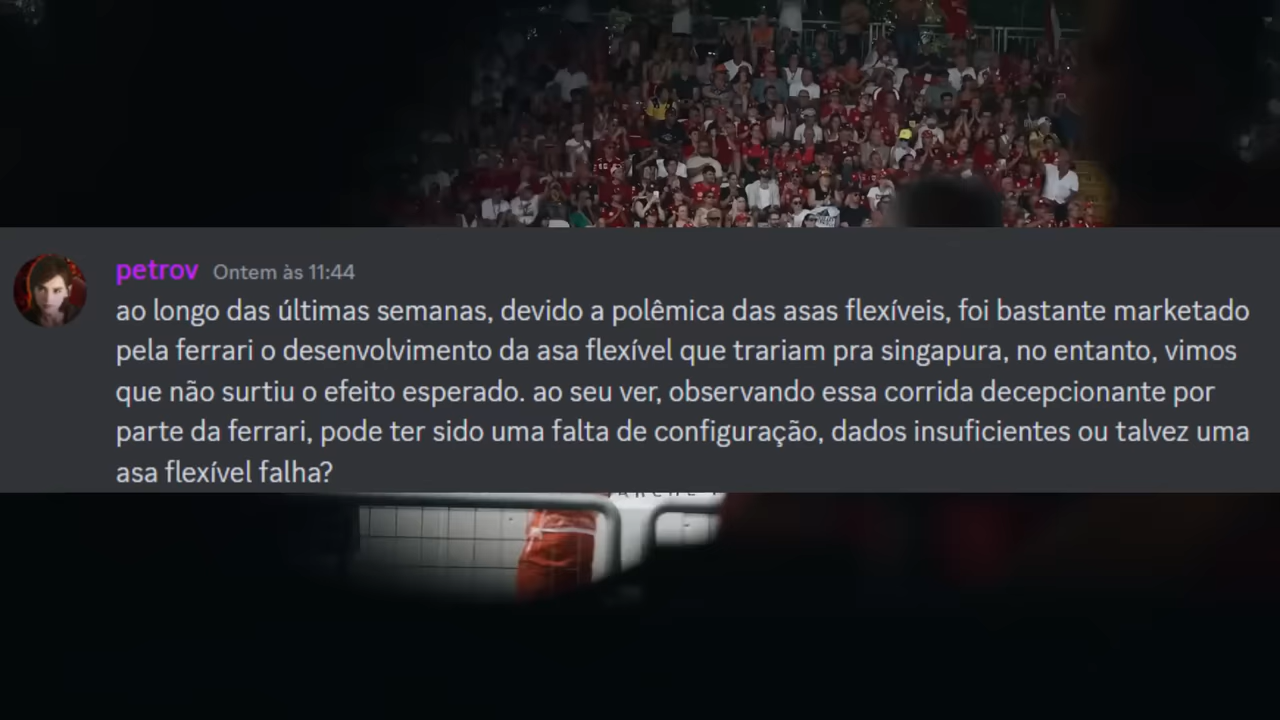 petrov Ontem às 11:44
ao longo das últimas semanas, devido a polêmica das asas flexíveis, foi bastante marketado
pela ferrari o desenvolvimento da asa flexível que trariam pra singapura, no entanto, vimos
que não surtiu o efeito esperado. ao seu ver, observando essa corrida decepcionante por
parte da ferrari, pode ter sido uma falta de configuração, dados insuficientes ou talvez uma
asa flexível falha?